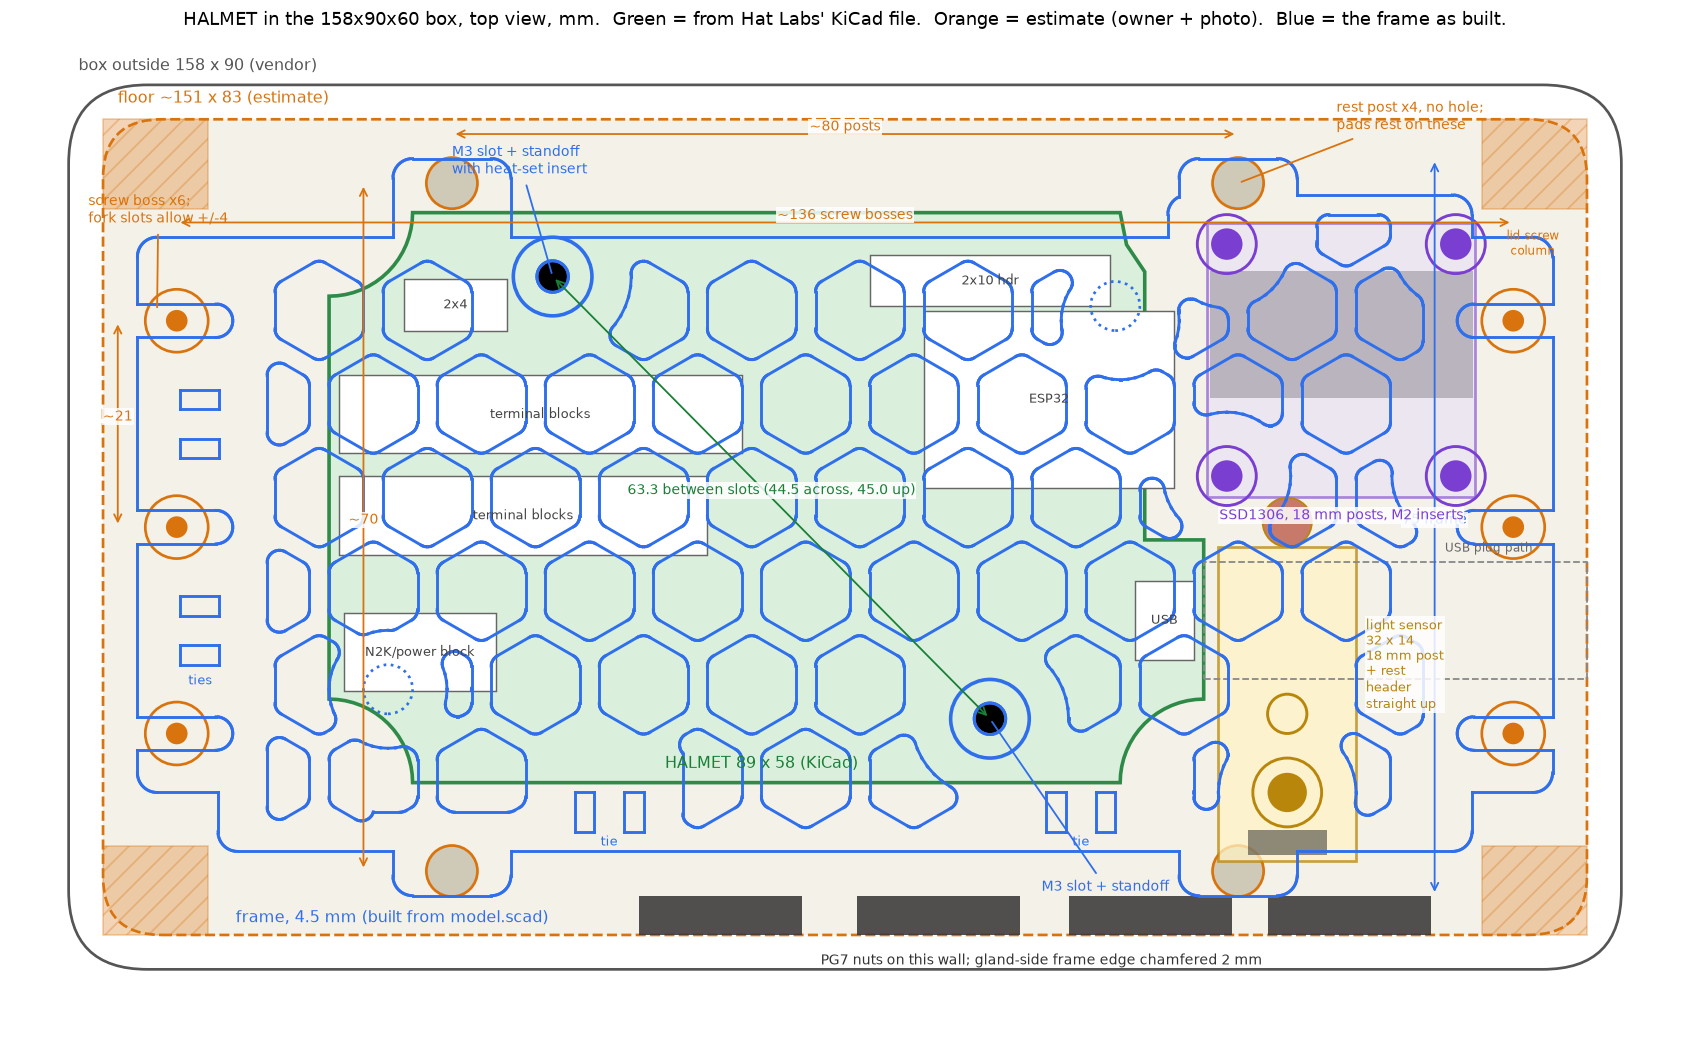 HALMET in the 158x90x60 box, top view, mm.  Green = from Hat Labs' KiCad file.  Orange = estimate (owner + photo).  Blue = the frame as built.
box outside 158 x 90 (vendor)
floor ~151 x 83 (estimate)
rest post x4, no hole;
pads rest on these
~80 posts
M3 slot + standoff
with heat-set insert
screw boss x6;
fork slots allow +/-4
~136 screw bosses
lid screw
column
2x4
2x10 hdr
ESP32
~21
terminal blocks
63.3 between slots (44.5 across, 45.0 up)
terminal blocks
~70
SSD1306, 18 mm posts, M2 inserts
USB plug path
USB
light sensor
32 x 14
18 mm post
+ rest
header
straight up
N2K/power block
ties
HALMET 89 x 58 (KiCad)
tie
tie
M3 slot + standoff
frame, 4.5 mm (built from model.scad)
PG7 nuts on this wall; gland-side frame edge chamfered 2 mm